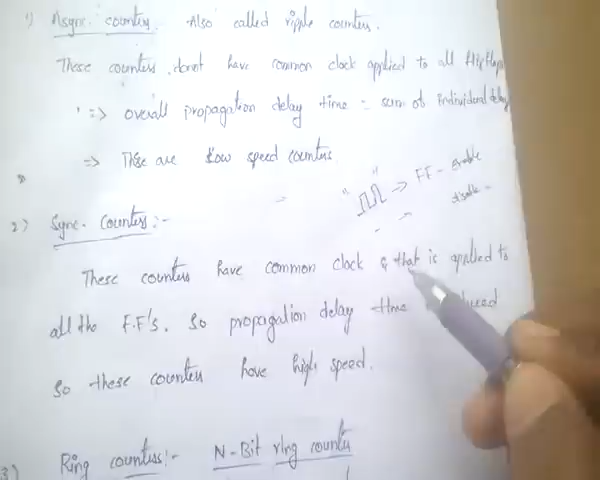 1) Async. counters. Also called ripple counters.
These counters donot have common clock applied to all flipflops
=> overall propagation delay time = sum of individual delay
=> These are slow speed counters.
FF - enable
disable -
2) Sync. Counters:-
These counters have common clock & that is applied to
all the F.F's. So propagation delay time
So these counters have high speed.
3) Ring counters:- N-Bit ring counter